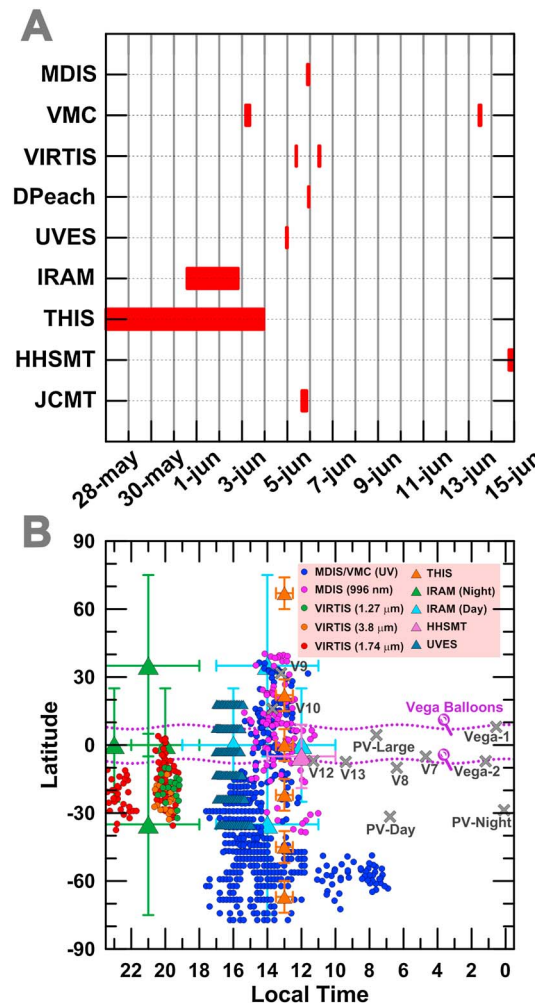 A
MDIS
VMC
VIRTIS
DPeach
UVES
IRAM
THIS
HHSMT
JCMT
28-may
30-may
1-jun
3-jun
5-jun
7-jun
9-jun
11-jun
13-jun
15-jun
B
90
60
30
0
-30
-60
-90
Latitude
MDIS/VMC (UV)
MDIS (996 nm)
VIRTIS (1.27 μm)
VIRTIS (3.8 μm)
VIRTIS (1.74 μm)
THIS
IRAM (Night)
IRAM (Day)
HHSMT
UVES
V9
V10
Vega Balloons
PV-Large
Vega-1
V12
V13
V8
V7
Vega-2
PV-Day
PV-Night
22 20 18 16 14 12 10 8 6 4 2 0
Local Time